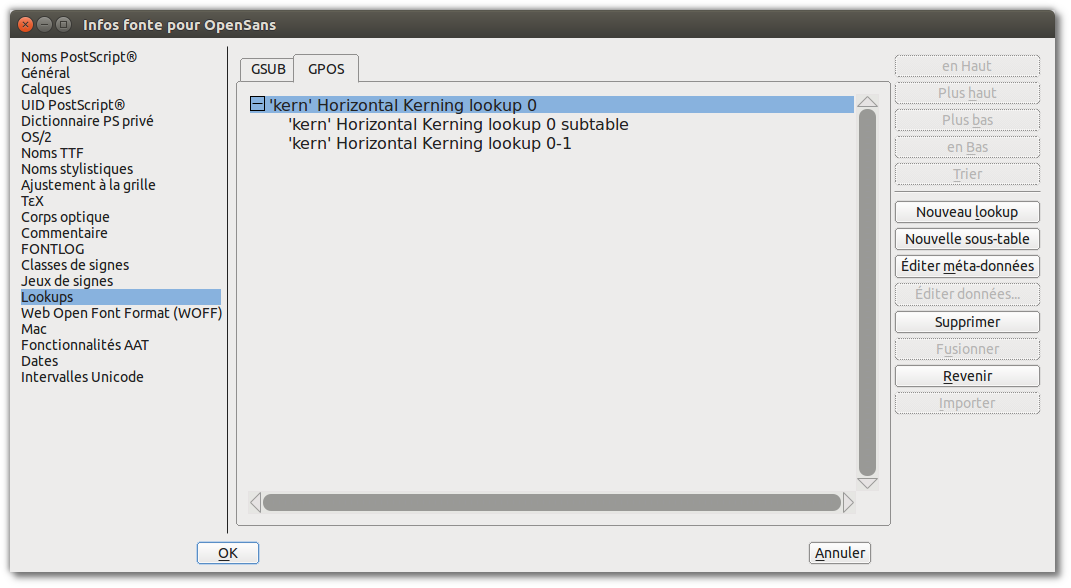 Infos fonte pour OpenSans
Noms PostScript®
Général
Calques
UID PostScript®
Dictionnaire PS privé
OS/2
Noms TTF
Noms stylistiques
Ajustement à la grille
TεX
Corps optique
Commentaire
FONTLOG
Classes de signes
Jeux de signes
Lookups
Web Open Font Format (WOFF)
Mac
Fonctionnalités AAT
Dates
Intervalles Unicode
GSUB
GPOS
'kern' Horizontal Kerning lookup 0
'kern' Horizontal Kerning lookup 0 subtable
'kern' Horizontal Kerning lookup 0-1
en Haut
Plus haut
Plus bas
en Bas
Trier
Nouveau lookup
Nouvelle sous-table
Éditer méta-données
Éditer données...
Supprimer
Fusionner
Revenir
Importer
OK
Annuler